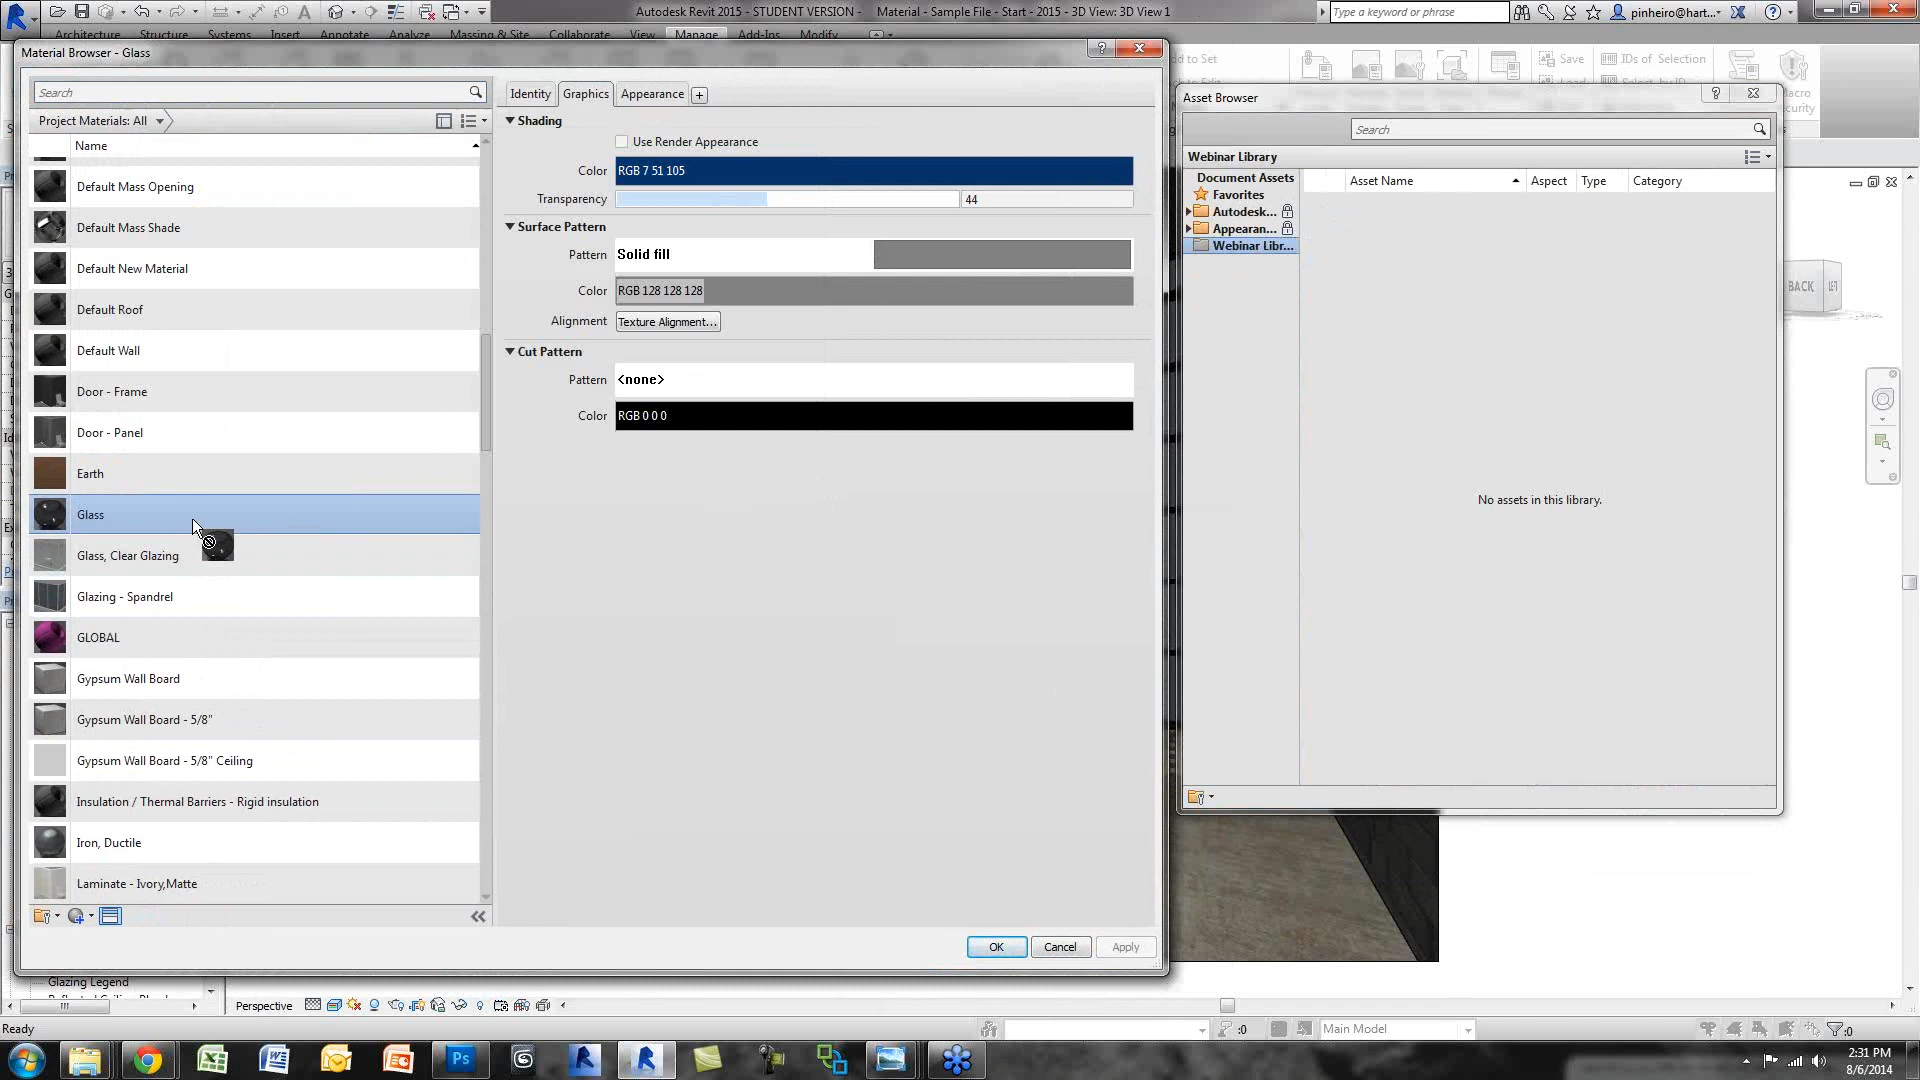 Autodesk Revit 2015 - STUDENT VERSION - Material - Sample File - Start - 2015 - 3D View: 3D View 1
Type a keyword or phrase
pinheiro@hart...
Architecture Structure Systems Insert Annotate Analyze Massing & Site Collaborate View Manage Add-Ins Modify
Material Browser - Glass
Save
IDs of Selection
Search
Identity
Graphics
Appearance
Project Materials: All
Name
Default Mass Opening
Default Mass Shade
Default New Material
Default Roof
Default Wall
Door - Frame
Door - Panel
Earth
Glass
Glass, Clear Glazing
Glazing - Spandrel
GLOBAL
Gypsum Wall Board
Gypsum Wall Board - 5/8"
Gypsum Wall Board - 5/8" Ceiling
Insulation / Thermal Barriers - Rigid insulation
Iron, Ductile
Laminate - Ivory,Matte
Shading
Use Render Appearance
Color RGB 7 51 105
Transparency 44
Surface Pattern
Pattern Solid fill
Color RGB 128 128 128
Alignment Texture Alignment...
Cut Pattern
Pattern <none>
Color RGB 0 0 0
OK Cancel Apply
Asset Browser
Search
Webinar Library
Document Assets
Favorites
Autodesk...
Appearan...
Webinar Libr...
Asset Name Aspect Type Category
No assets in this library.
BACK
Glazing Legend
Perspective
Ready
:0
Main Model
:0
2:31 PM
8/6/2014